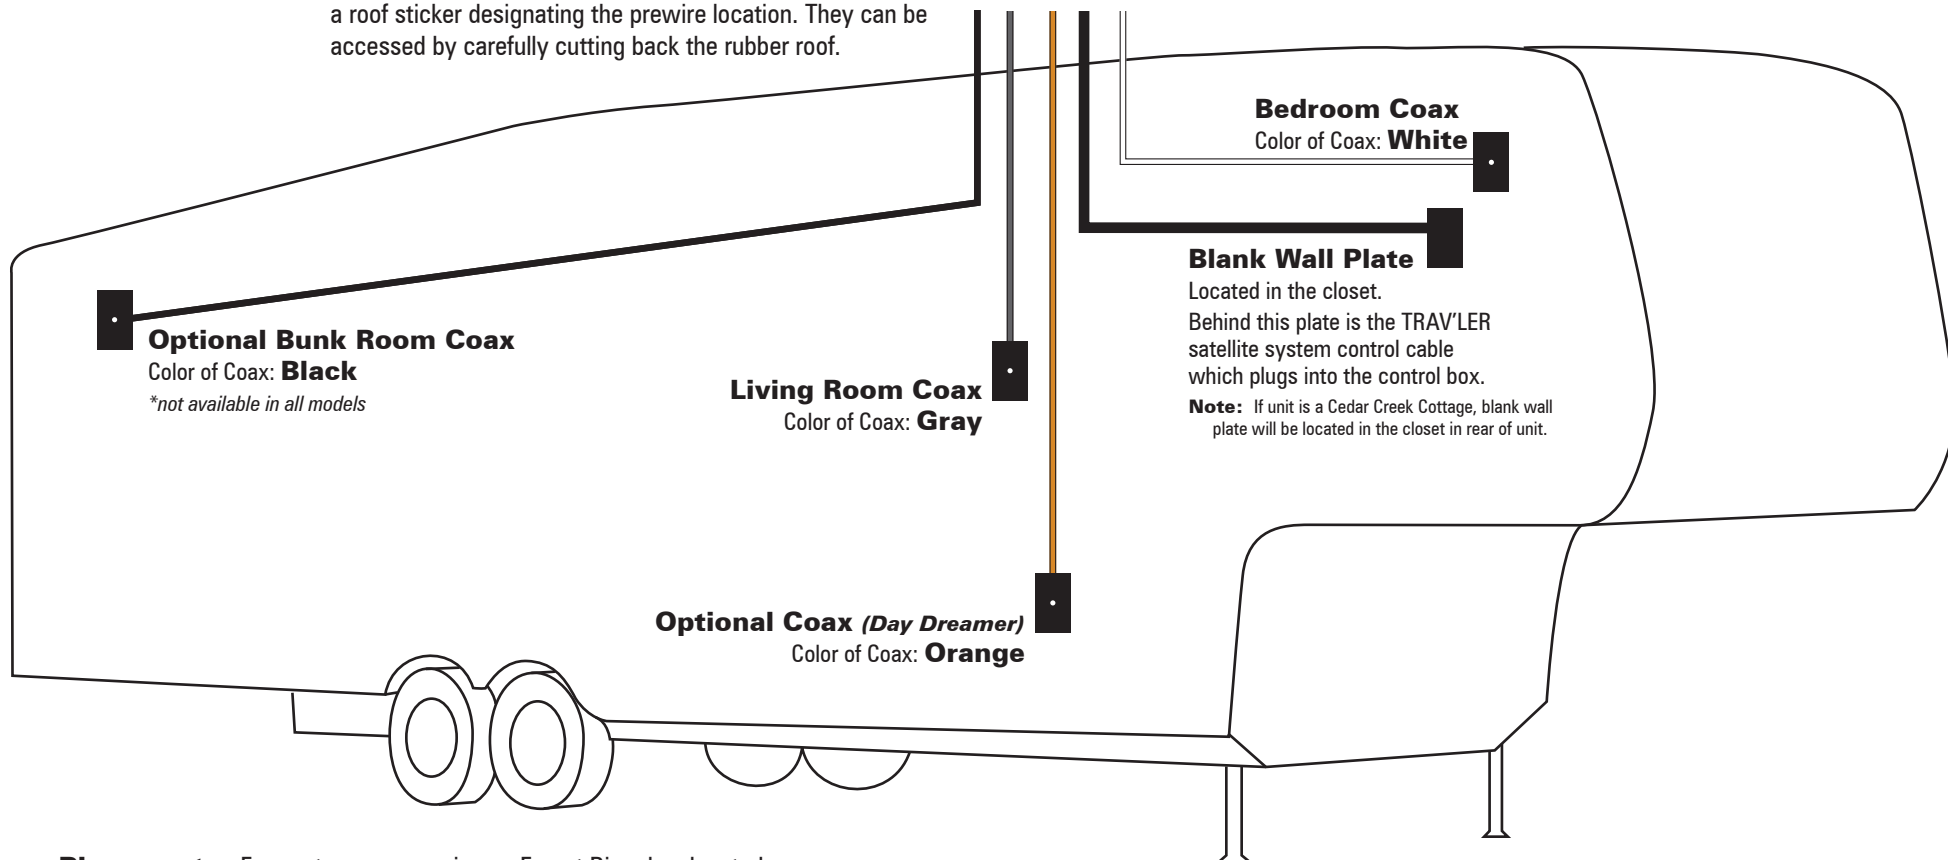 a roof sticker designating the prewire location. They can be
accessed by carefully cutting back the rubber roof.
Bedroom Coax
Color of Coax: White
Blank Wall Plate
Located in the closet.
Behind this plate is the TRAV’LER
satellite system control cable
which plugs into the control box.
Note: If unit is a Cedar Creek Cottage, blank wall
plate will be located in the closet in rear of unit.
Optional Bunk Room Coax
Color of Coax: Black
*not available in all models
Living Room Coax
Color of Coax: Gray
Optional Coax (Day Dreamer)
Color of Coax: Orange